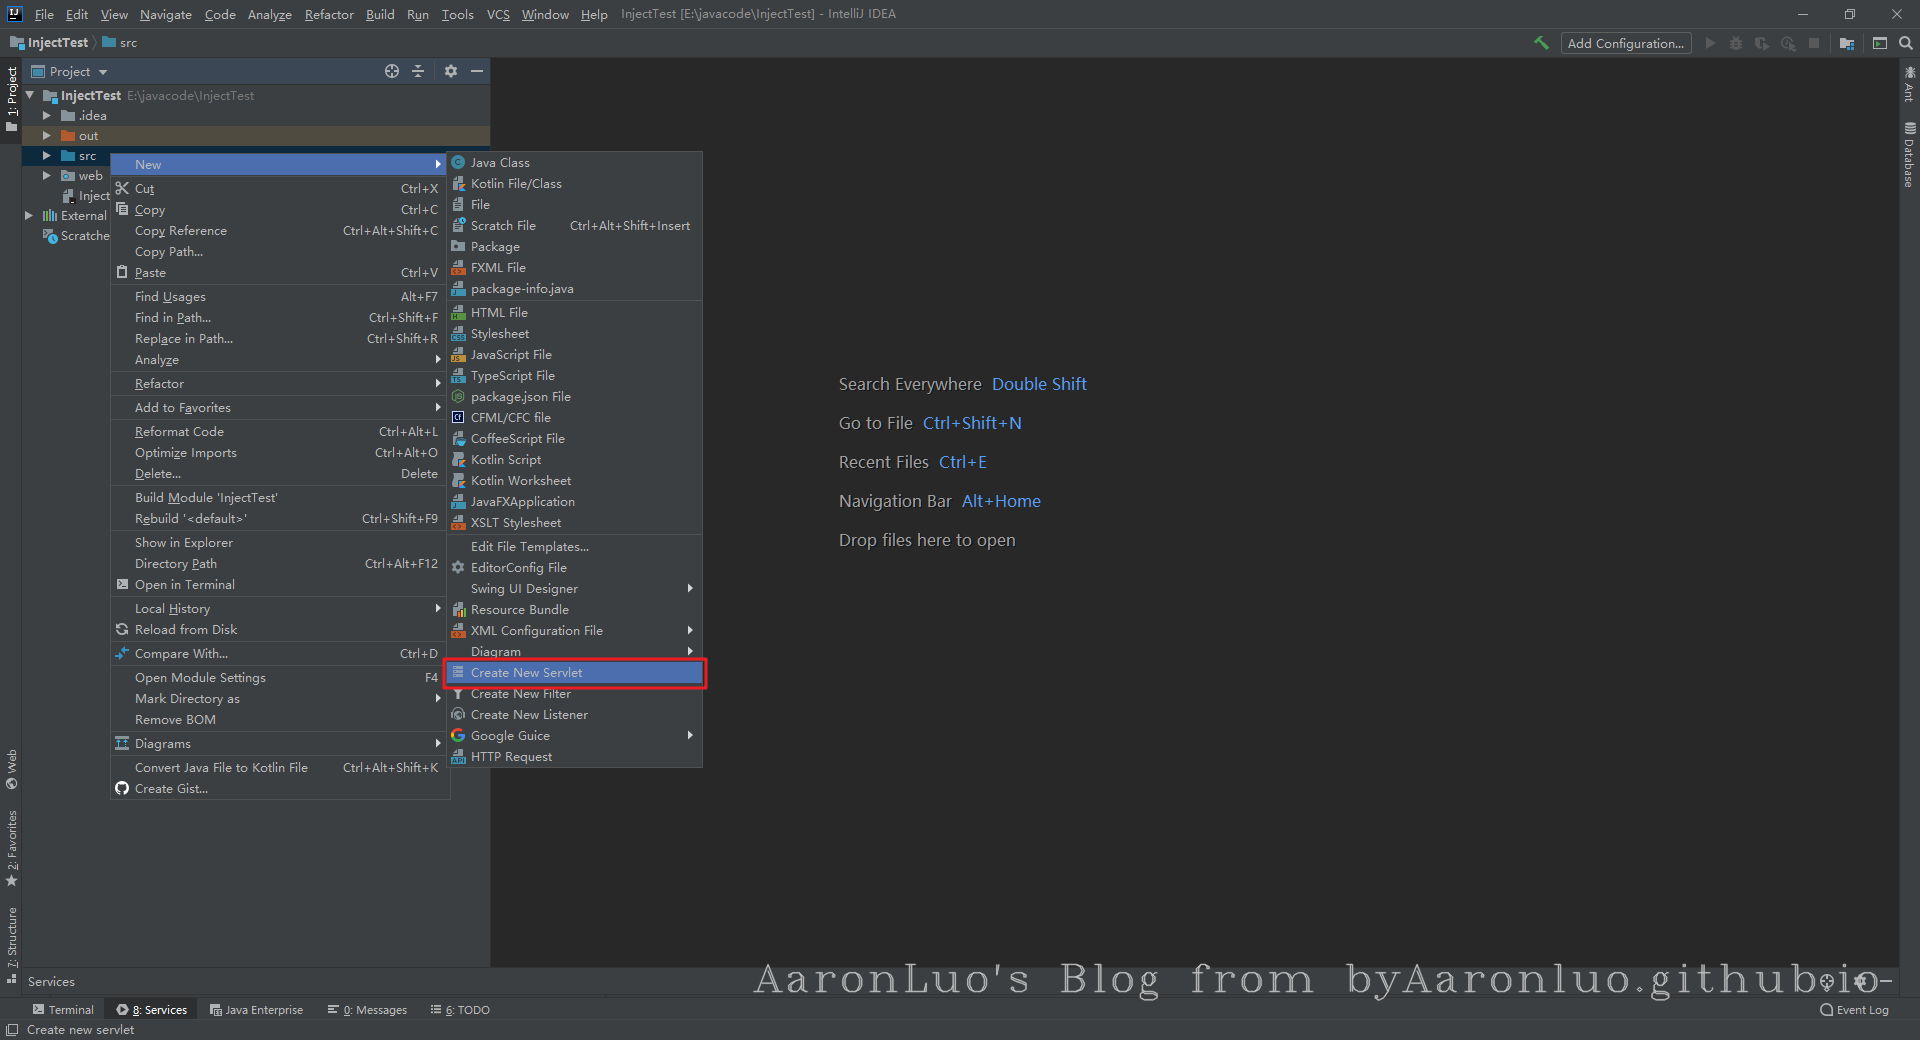 File Edit View Navigate Code Analyze Refactor Build Run Tools VCS Window Help InjectTest [E:\javacode\InjectTest] - IntelliJ IDEA
InjectTest src Add Configuration...
Project
InjectTest E:\javacode\InjectTest
.idea
out
src
web
Inject
External
Scratche
New
Cut Ctrl+X
Copy Ctrl+C
Copy Reference Ctrl+Alt+Shift+C
Copy Path...
Paste Ctrl+V
Find Usages Alt+F7
Find in Path... Ctrl+Shift+F
Replace in Path... Ctrl+Shift+R
Analyze
Refactor
Add to Favorites
Reformat Code Ctrl+Alt+L
Optimize Imports Ctrl+Alt+O
Delete... Delete
Build Module 'InjectTest'
Rebuild '<default>' Ctrl+Shift+F9
Show in Explorer
Directory Path Ctrl+Alt+F12
Open in Terminal
Local History
Reload from Disk
Compare With... Ctrl+D
Open Module Settings F4
Mark Directory as
Remove BOM
Diagrams
Convert Java File to Kotlin File Ctrl+Alt+Shift+K
Create Gist...
Java Class
Kotlin File/Class
File
Scratch File Ctrl+Alt+Shift+Insert
Package
FXML File
package-info.java
HTML File
Stylesheet
JavaScript File
TypeScript File
package.json File
CFML/CFC file
CoffeeScript File
Kotlin Script
Kotlin Worksheet
JavaFXApplication
XSLT Stylesheet
Edit File Templates...
EditorConfig File
Swing UI Designer
Resource Bundle
XML Configuration File
Diagram
Create New Servlet
Create New Filter
Create New Listener
Google Guice
HTTP Request
Search Everywhere Double Shift
Go to File Ctrl+Shift+N
Recent Files Ctrl+E
Navigation Bar Alt+Home
Drop files here to open
1: Project
Web
2: Favorites
7: Structure
Ant
Database
Services
AaronLuo's Blog from byAaronluo.github.io
Terminal 8: Services Java Enterprise 0: Messages 6: TODO Event Log
Create new servlet